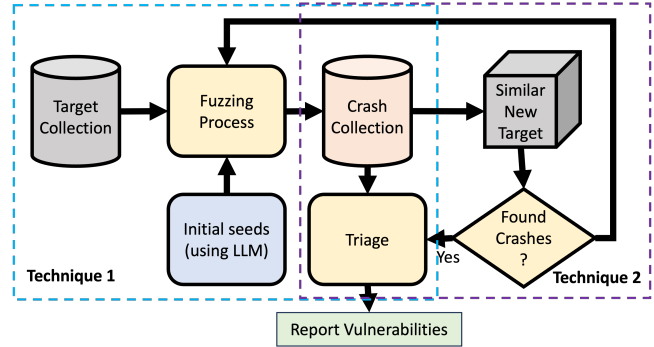 Target
Collection
Fuzzing
Process
Crash
Collection
Similar
New
Target
Initial seeds
(using LLM)
Triage
Found
Crashes
?
Yes
Technique 1
Technique 2
Report Vulnerabilities